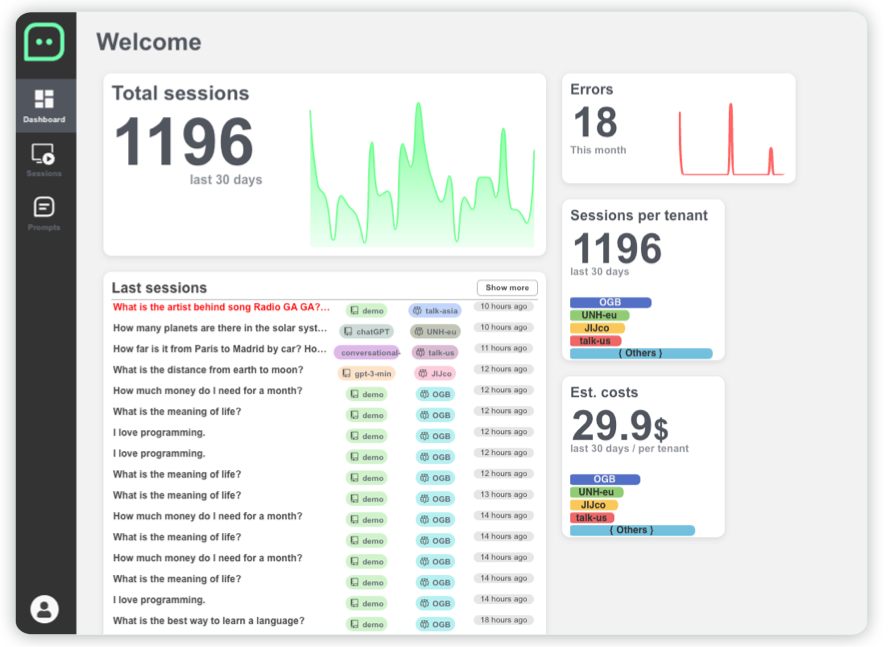 Welcome
Dashboard
Sessions
Prompts
Total sessions
1196
last 30 days
Errors
18
This month
Sessions per tenant
1196
last 30 days
OGB
UNH-eu
JIJco
talk-us
( Others )
Est. costs
29.9$
last 30 days / per tenant
OGB
UNH-eu
JIJco
talk-us
( Others )
Last sessions Show more
What is the artist behind song Radio GA GA?... demo talk-asia 10 hours ago
How many planets are there in the solar syst... chatGPT UNH-eu 10 hours ago
How far is it from Paris to Madrid by car? Ho... conversational- talk-us 11 hours ago
What is the distance from earth to moon? gpt-3-min JIJco 12 hours ago
How much money do I need for a month? demo OGB 12 hours ago
What is the meaning of life? demo OGB 12 hours ago
I love programming. demo OGB 12 hours ago
I love programming. demo OGB 12 hours ago
What is the meaning of life? demo OGB 12 hours ago
What is the meaning of life? demo OGB 13 hours ago
How much money do I need for a month? demo OGB 14 hours ago
What is the meaning of life? demo OGB 14 hours ago
How much money do I need for a month? demo OGB 14 hours ago
What is the meaning of life? demo OGB 14 hours ago
I love programming. demo OGB 14 hours ago
What is the best way to learn a language? demo OGB 18 hours ago